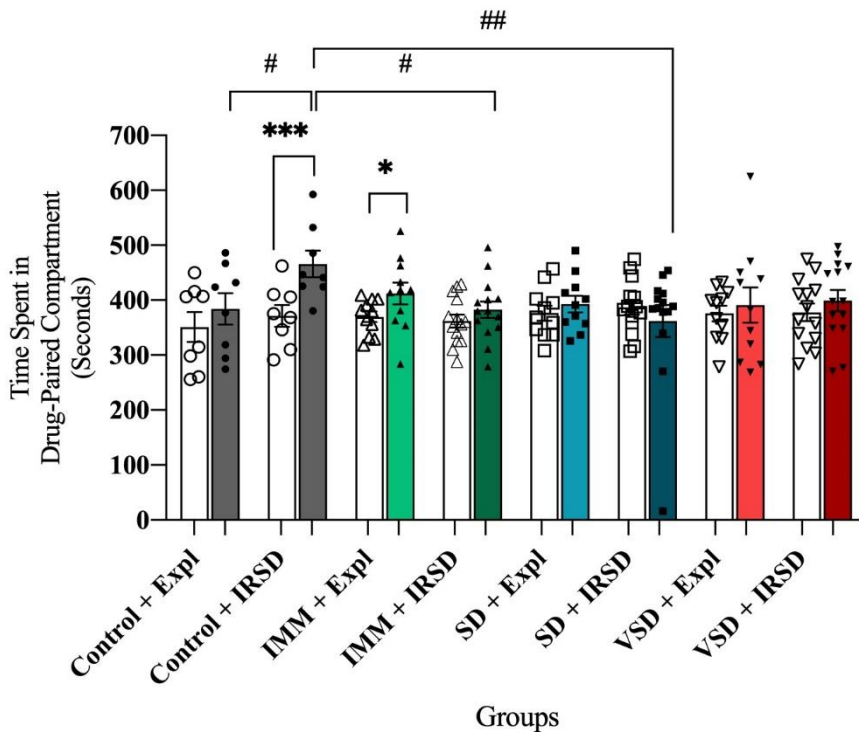 ##
#
#
***
*
700
600
500
400
300
200
100
0
Time Spent in
Drug-Paired Compartment
(Seconds)
Control + Expl
Control + IRSD
IMM + Expl
IMM + IRSD
SD + Expl
SD + IRSD
VSD + Expl
VSD + IRSD
Groups